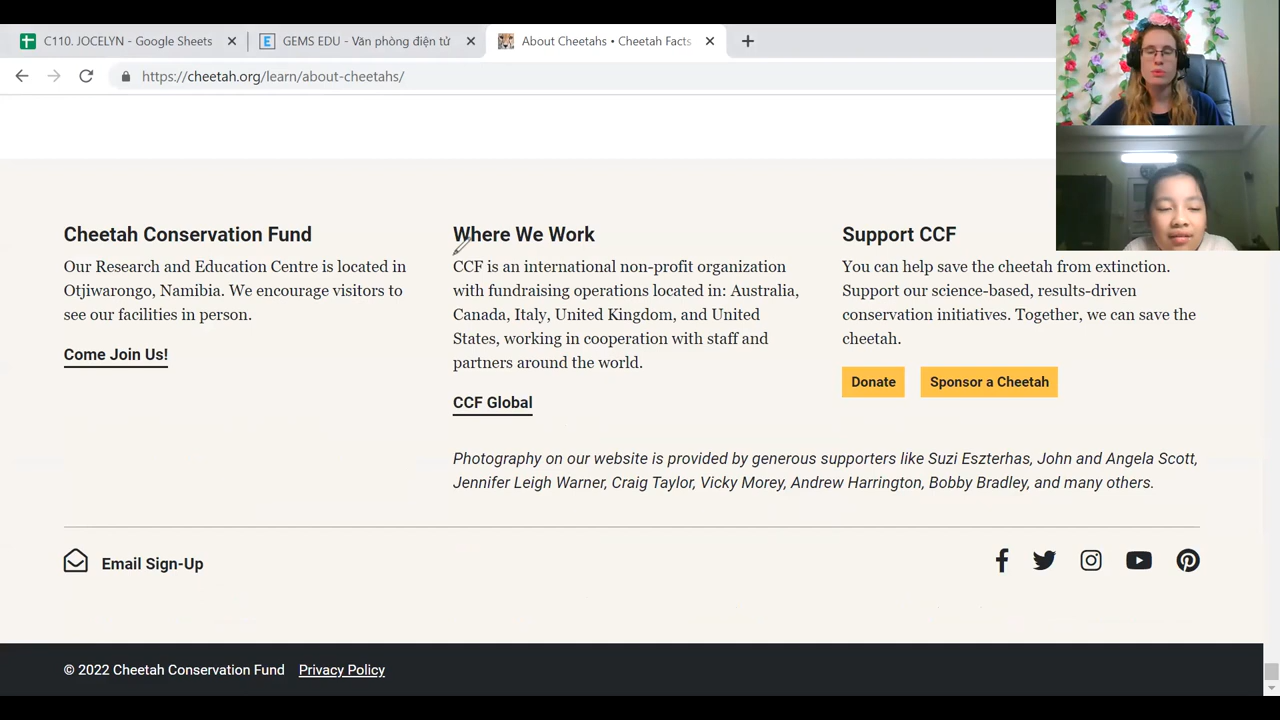 C110. JOCELYN - Google Sheets
GEMS EDU - Văn phòng điện tử
About Cheetahs • Cheetah Facts
https://cheetah.org/learn/about-cheetahs/
Cheetah Conservation Fund
Our Research and Education Centre is located in
Otjiwarongo, Namibia. We encourage visitors to
see our facilities in person.
Come Join Us!
Where We Work
CCF is an international non-profit organization
with fundraising operations located in: Australia,
Canada, Italy, United Kingdom, and United
States, working in cooperation with staff and
partners around the world.
CCF Global
Support CCF
You can help save the cheetah from extinction.
Support our science-based, results-driven
conservation initiatives. Together, we can save the
cheetah.
Donate
Sponsor a Cheetah
Photography on our website is provided by generous supporters like Suzi Eszterhas, John and Angela Scott,
Jennifer Leigh Warner, Craig Taylor, Vicky Morey, Andrew Harrington, Bobby Bradley, and many others.
Email Sign-Up
© 2022 Cheetah Conservation Fund Privacy Policy